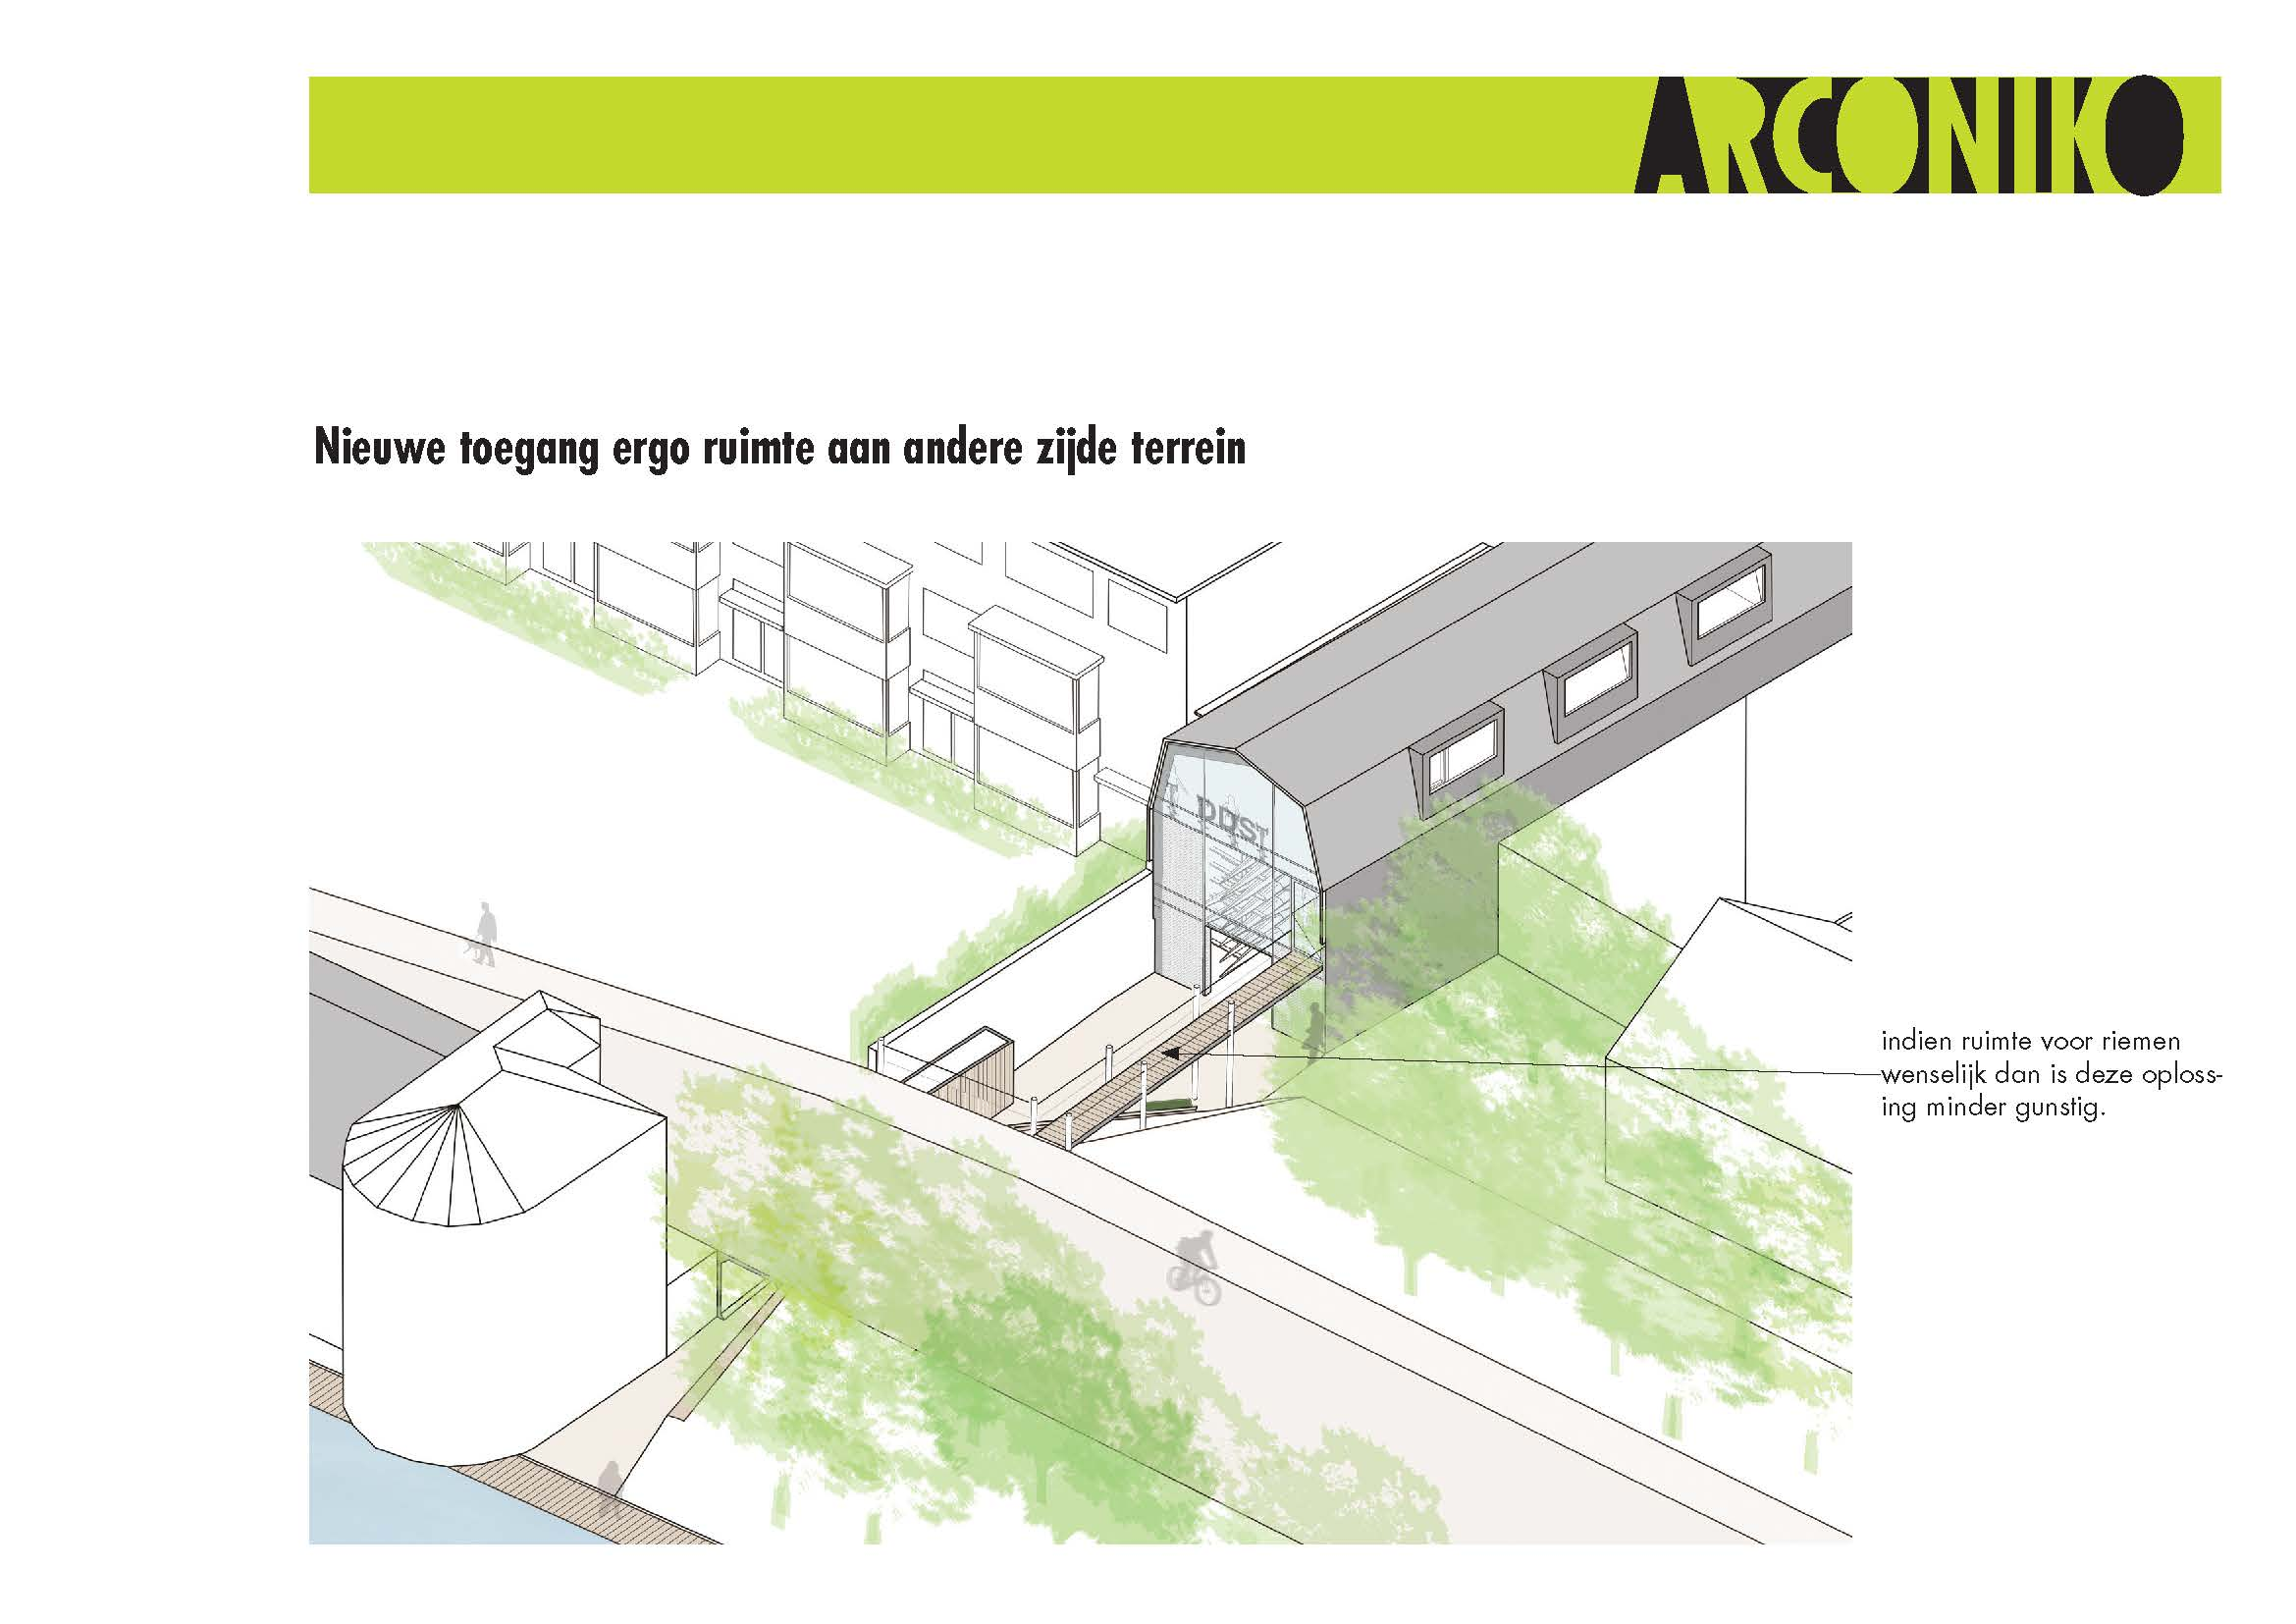 ARCONIKO
Nieuwe toegang ergo ruimte aan andere zijde terrein
DDST
indien ruimte voor riemen
wenselijk dan is deze oploss-
ing minder gunstig.